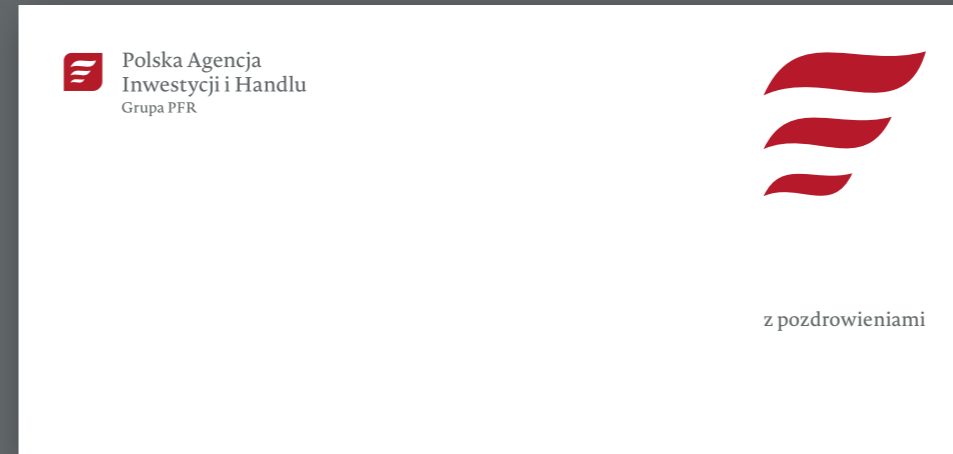 Polska Agencja
Inwestycji i Handlu
Grupa PFR
z pozdrowieniami